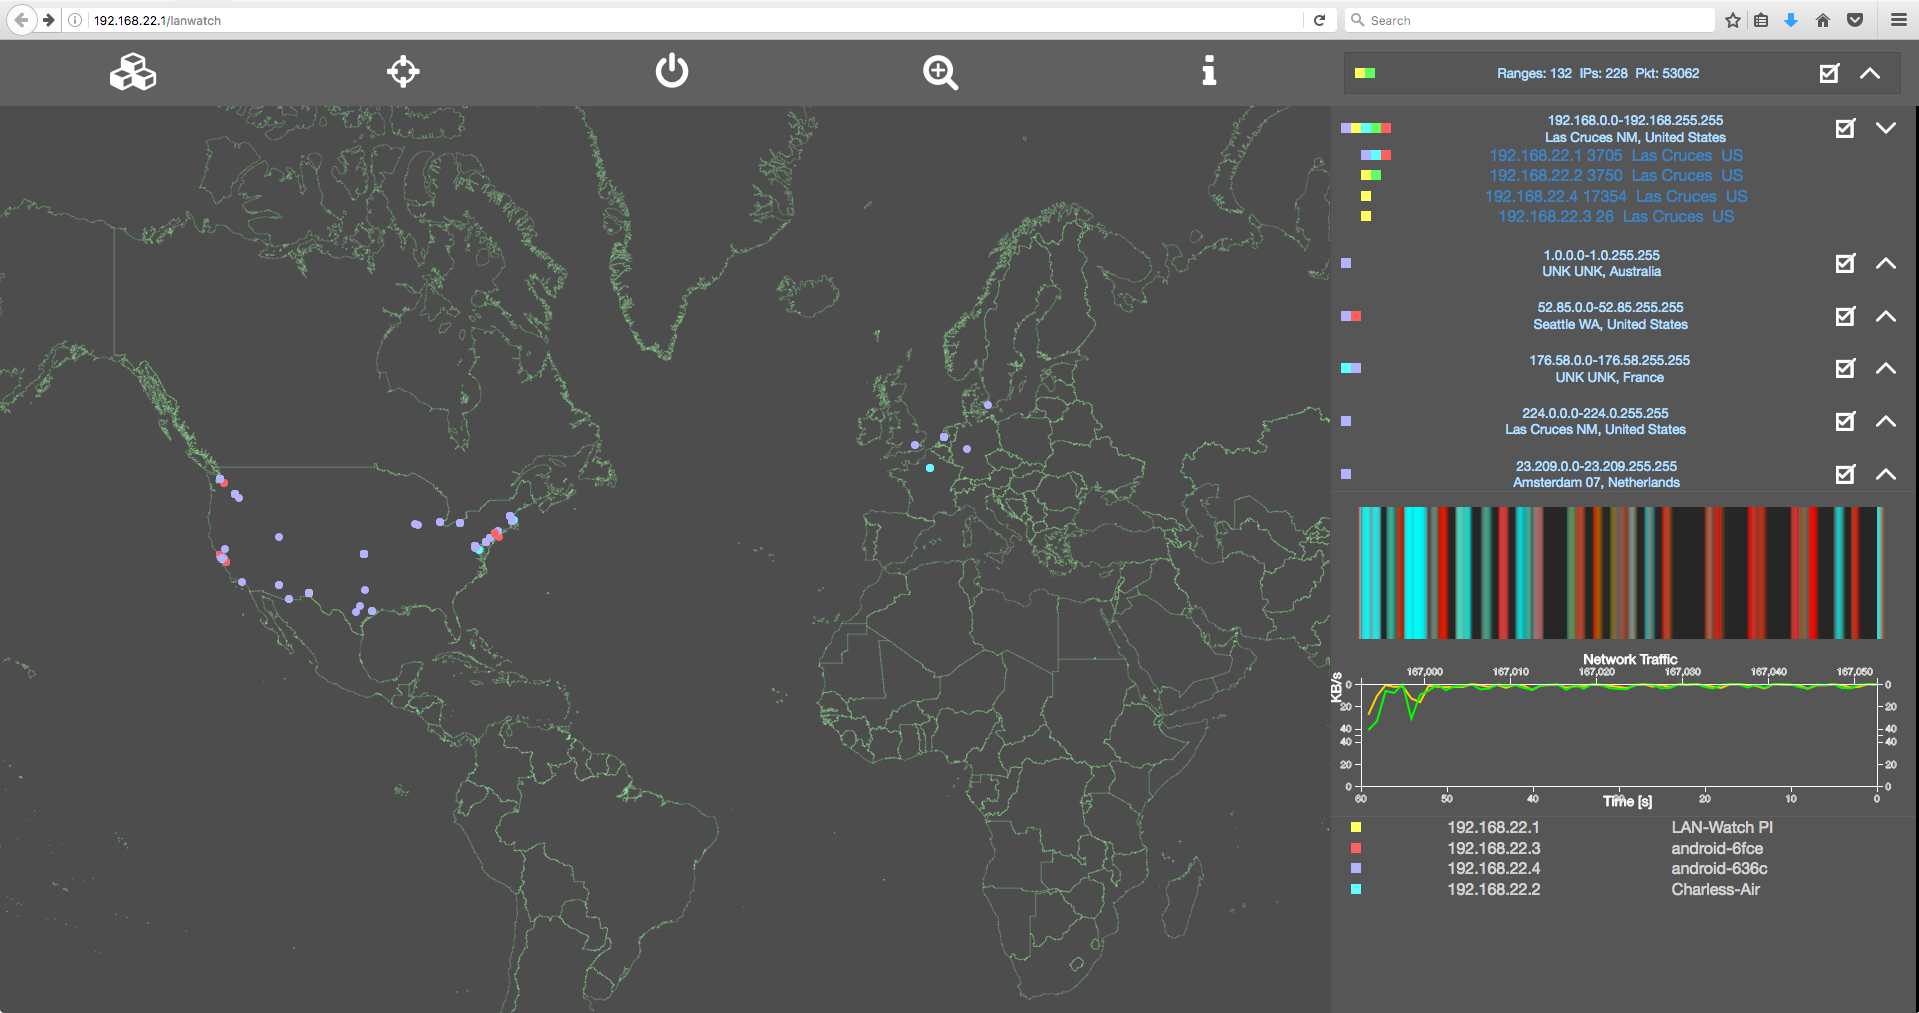 192.168.22.1/lanwatch
Search
Ranges: 132 IPs: 228 Pkt: 53062
192.168.0.0-192.168.255.255
Las Cruces NM, United States
192.168.22.1 3705 Las Cruces US
192.168.22.2 3750 Las Cruces US
192.168.22.4 17354 Las Cruces US
192.168.22.3 26 Las Cruces US
1.0.0.0-1.0.255.255
UNK UNK, Australia
52.85.0.0-52.85.255.255
Seattle WA, United States
176.58.0.0-176.58.255.255
UNK UNK, France
224.0.0.0-224.0.255.255
Las Cruces NM, United States
23.209.0.0-23.209.255.255
Amsterdam 07, Netherlands
Network Traffic
167,000 167,010 167,020 167,030 167,040 167,050
KB/s
0 0
20 20
40 40
40 40
20 20
0 0
60 50 40 30 20 10 0
Time [s]
192.168.22.1 LAN-Watch PI
192.168.22.3 android-6fce
192.168.22.4 android-636c
192.168.22.2 Charless-Air